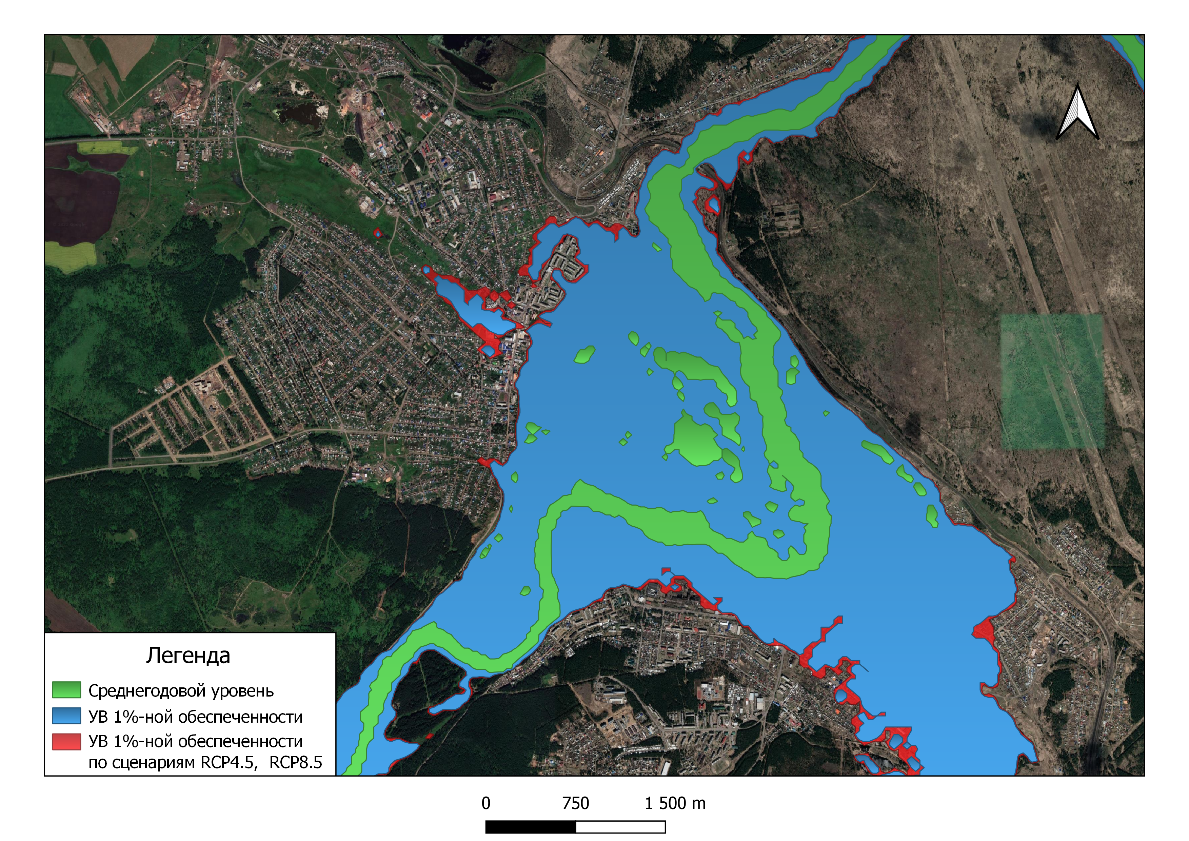 Легенда
Среднегодовой уровень
УВ 1%-ной обеспеченности
УВ 1%-ной обеспеченности
по сценариям RCP4.5, RCP8.5
0 750 1 500 m